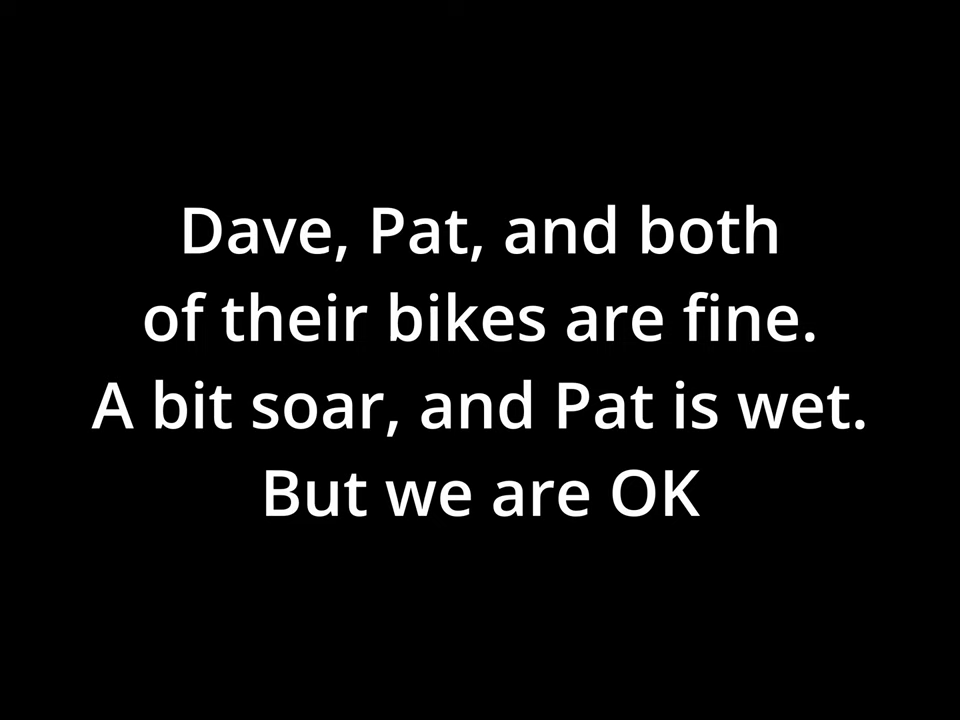 Dave, Pat, and both
of their bikes are fine.
A bit soar, and Pat is wet.
But we are OK